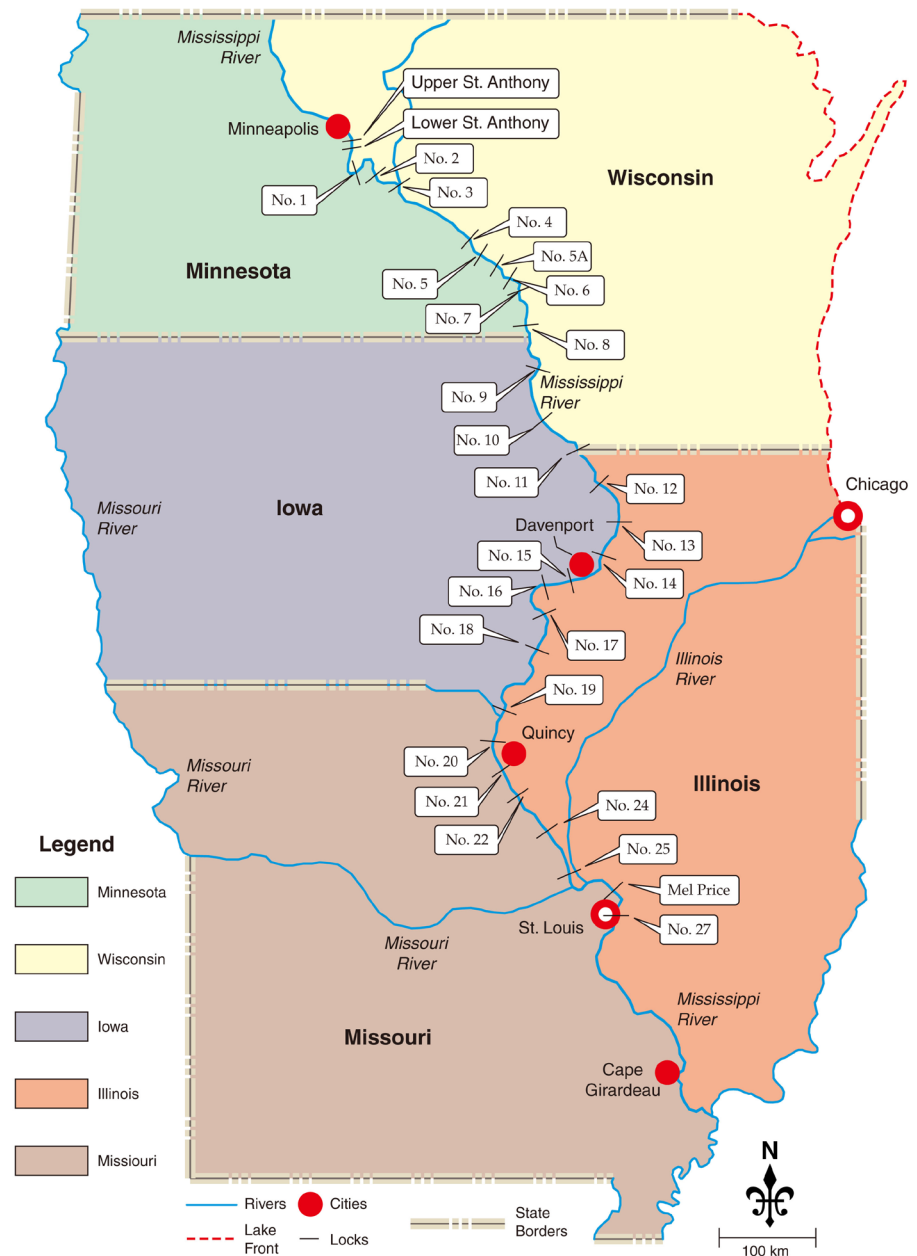 Mississippi
River
Upper St. Anthony
Minneapolis
Lower St. Anthony
No. 2
No. 1
No. 3
Wisconsin
No. 4
Minnesota
No. 5A
No. 5
No. 6
No. 7
No. 8
Mississippi
River
No. 9
No. 10
No. 11
No. 12
Chicago
Missouri
River
Iowa
Davenport
No. 13
No. 15
No. 14
No. 16
No. 18
No. 17
Illinois
River
No. 19
Quincy
No. 20
Missouri
River
Illinois
No. 21
No. 24
No. 22
No. 25
Mel Price
St. Louis
No. 27
Missouri
River
Mississippi
River
Missouri
Cape
Girardeau
Legend
Minnesota
Wisconsin
Iowa
Illinois
Missiouri
Rivers
Cities
Lake
Front
Locks
State
Borders
N
100 km